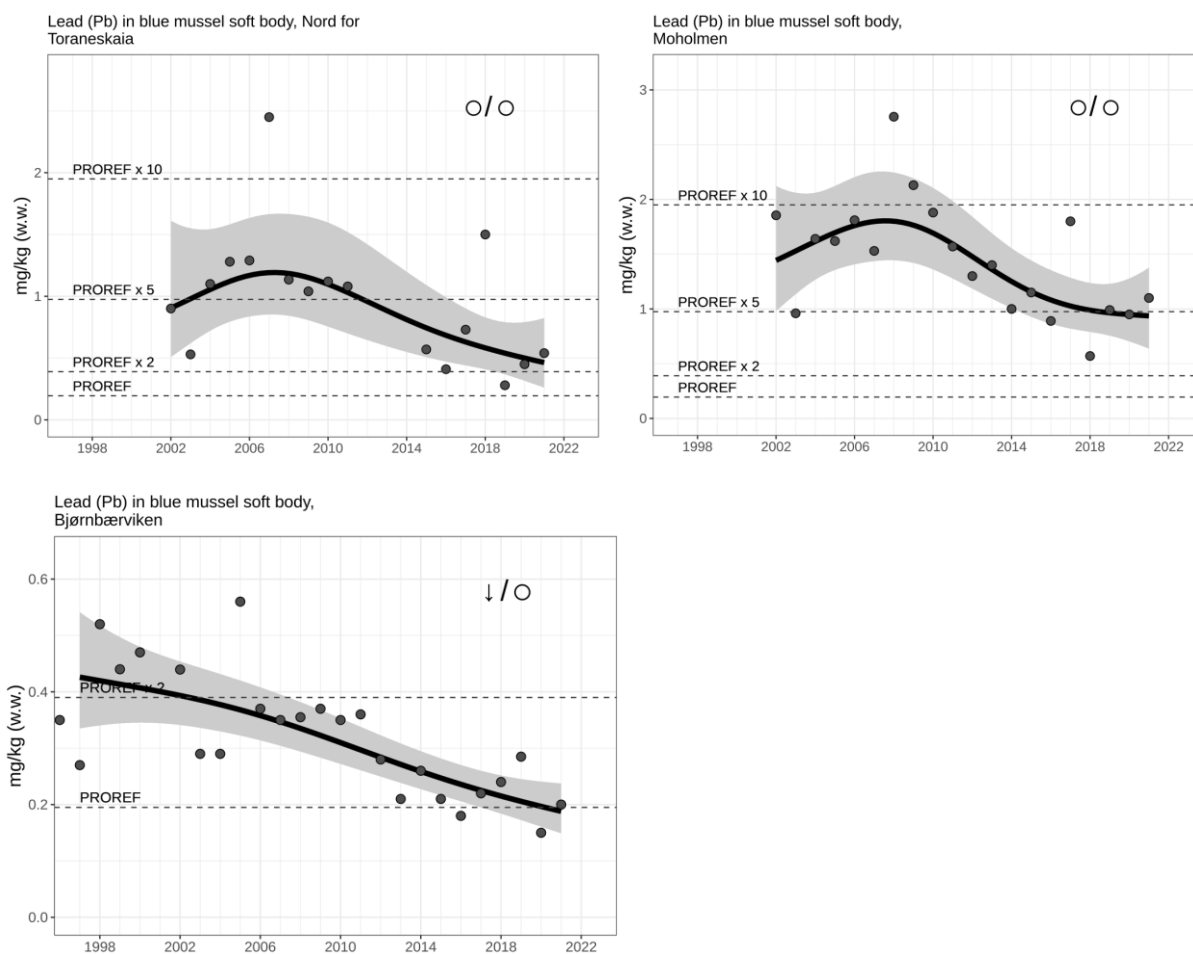 Lead (Pb) in blue mussel soft body, Nord for
Toraneskaia
mg/kg (w.w.)
2
1
0
PROREF x 10
PROREF x 5
PROREF x 2
PROREF
○/○
1998 2002 2006 2010 2014 2018 2022
Lead (Pb) in blue mussel soft body,
Moholmen
mg/kg (w.w.)
3
2
1
0
PROREF x 10
PROREF x 5
PROREF x 2
PROREF
○/○
1998 2002 2006 2010 2014 2018 2022
Lead (Pb) in blue mussel soft body,
Bjørnbærviken
mg/kg (w.w.)
0.6
0.4
0.2
0.0
PROREF x 2
PROREF
↓/○
1998 2002 2006 2010 2014 2018 2022